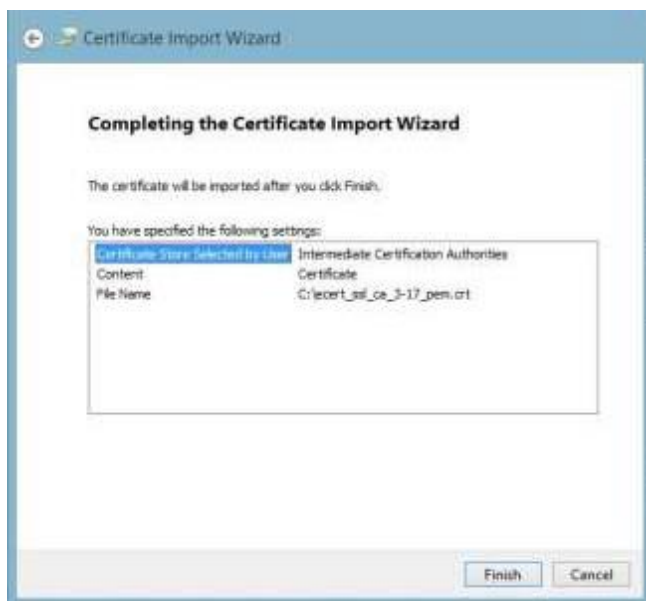 Certificate Import Wizard
Completing the Certificate Import Wizard
The certificate will be imported after you click Finish.
You have specified the following settings:
Certificate Store Selected by User Intermediate Certification Authorities
Content Certificate
File Name C:\ecert_ssl_ca_3-17_pem.crt
Finish Cancel